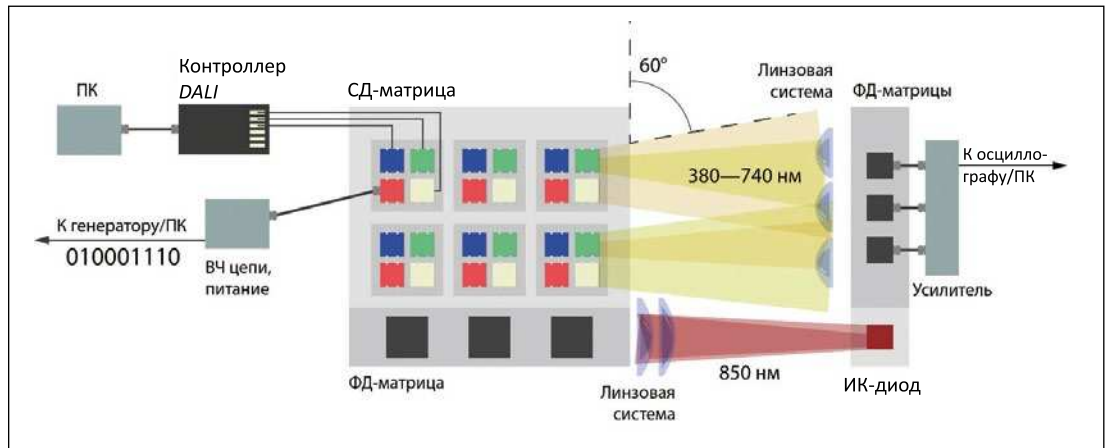 ПК
Контроллер
DALI
СД-матрица
60°
Линзовая
система
ФД-матрицы
380—740 нм
К осцилло-
графу/ПК
К генератору/ПК
010001110
ВЧ цепи,
питание
Усилитель
ФД-матрица
Линзовая
система
850 нм
ИК-диод